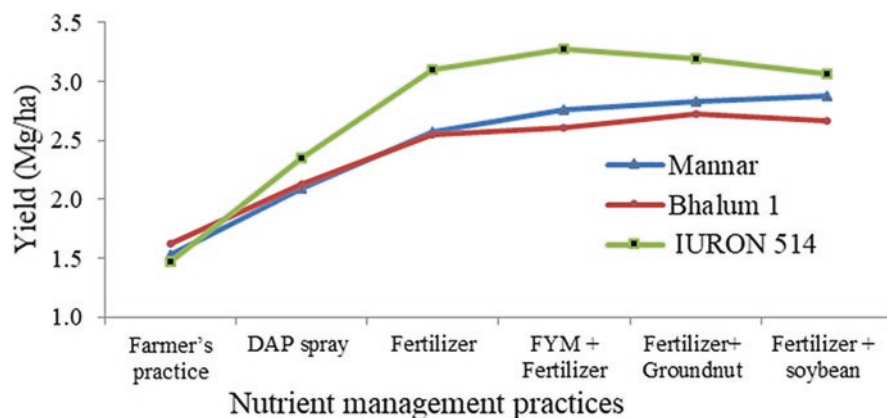 3.5
3.0
2.5
2.0
1.5
1.0
Yield (Mg/ha)
Mannar
Bhalum 1
IURON 514
Farmer's
practice
DAP spray
Fertilizer
FYM +
Fertilizer
Fertilizer+
Groundnut
Fertilizer +
soybean
Nutrient management practices